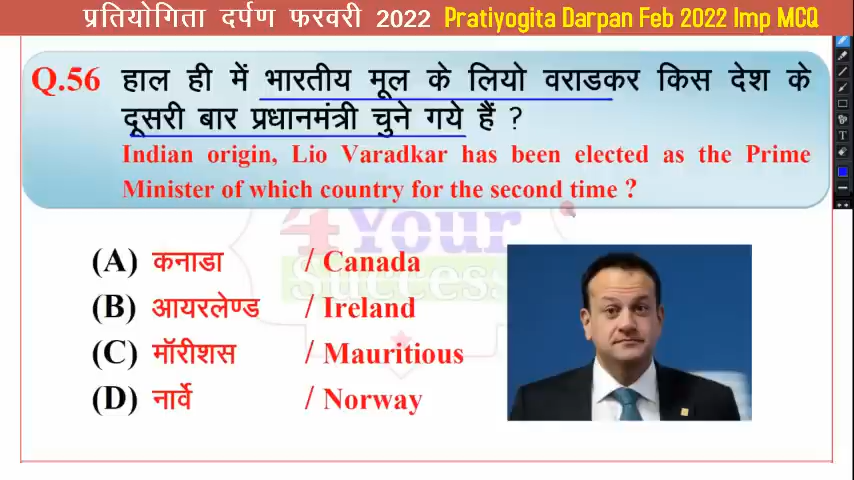 प्रतियोगिता दर्पण फरवरी 2022 Pratiyogita Darpan Feb 2022 Imp MCQ
Q.56 हाल ही में भारतीय मूल के लियो वराडकर किस देश के
दूसरी बार प्रधानमंत्री चुने गये हैं ?
Indian origin, Lio Varadkar has been elected as the Prime
Minister of which country for the second time ?
4Your
Success
(A) कनाडा / Canada
(B) आयरलेण्ड / Ireland
(C) मॉरीशस / Mauritious
(D) नार्वे / Norway